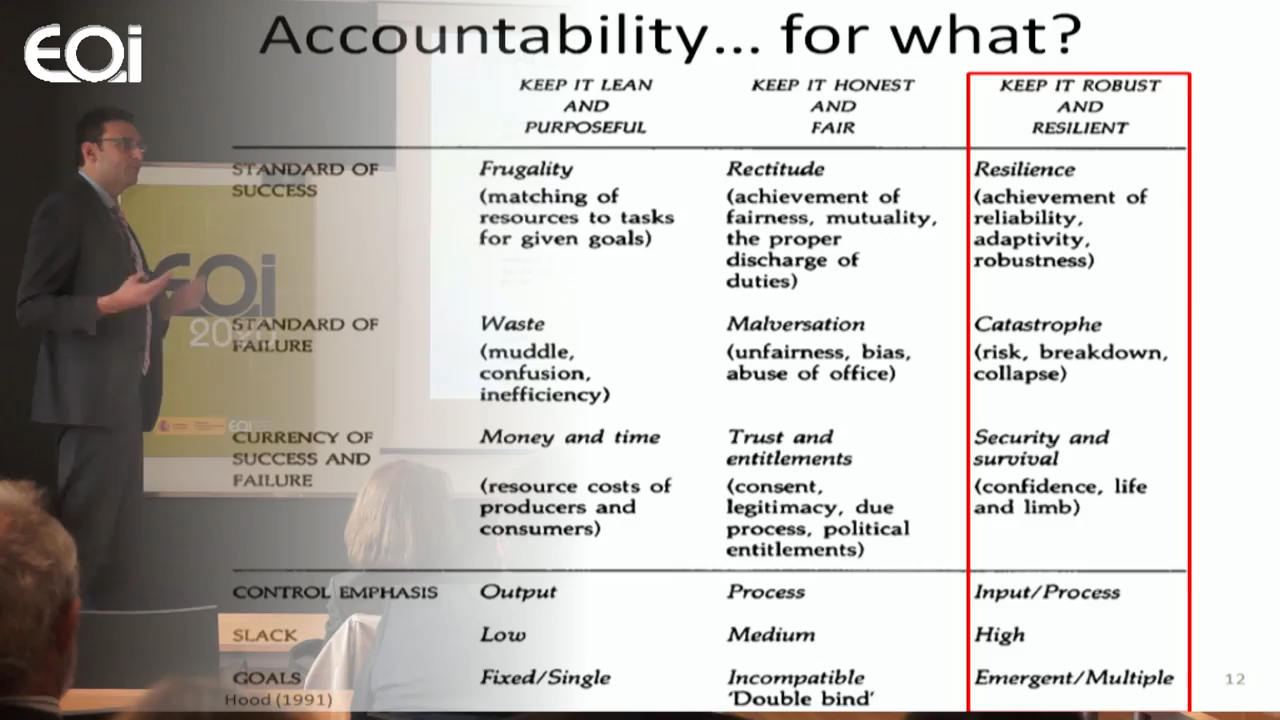 EOi
Accountability... for what?
KEEP IT LEAN
AND
PURPOSEFUL
KEEP IT HONEST
AND
FAIR
KEEP IT ROBUST
AND
RESILIENT
STANDARD OF
SUCCESS
Frugality
(matching of
resources to tasks
for given goals)
Rectitude
(achievement of
fairness, mutuality,
the proper
discharge of
duties)
Resilience
(achievement of
reliability,
adaptivity,
robustness)
STANDARD OF
FAILURE
Waste
(muddle,
confusion,
inefficiency)
Malversation
(unfairness, bias,
abuse of office)
Catastrophe
(risk, breakdown,
collapse)
CURRENCY OF
SUCCESS AND
FAILURE
Money and time
(resource costs of
producers and
consumers)
Trust and
entitlements
(consent,
legitimacy, due
process, political
entitlements)
Security and
survival
(confidence, life
and limb)
CONTROL EMPHASIS
Output
Process
Input/Process
SLACK
Low
Medium
High
GOALS
Fixed/Single
Incompatible
'Double bind'
Emergent/Multiple
Hood (1991)
12
EOi
EOi